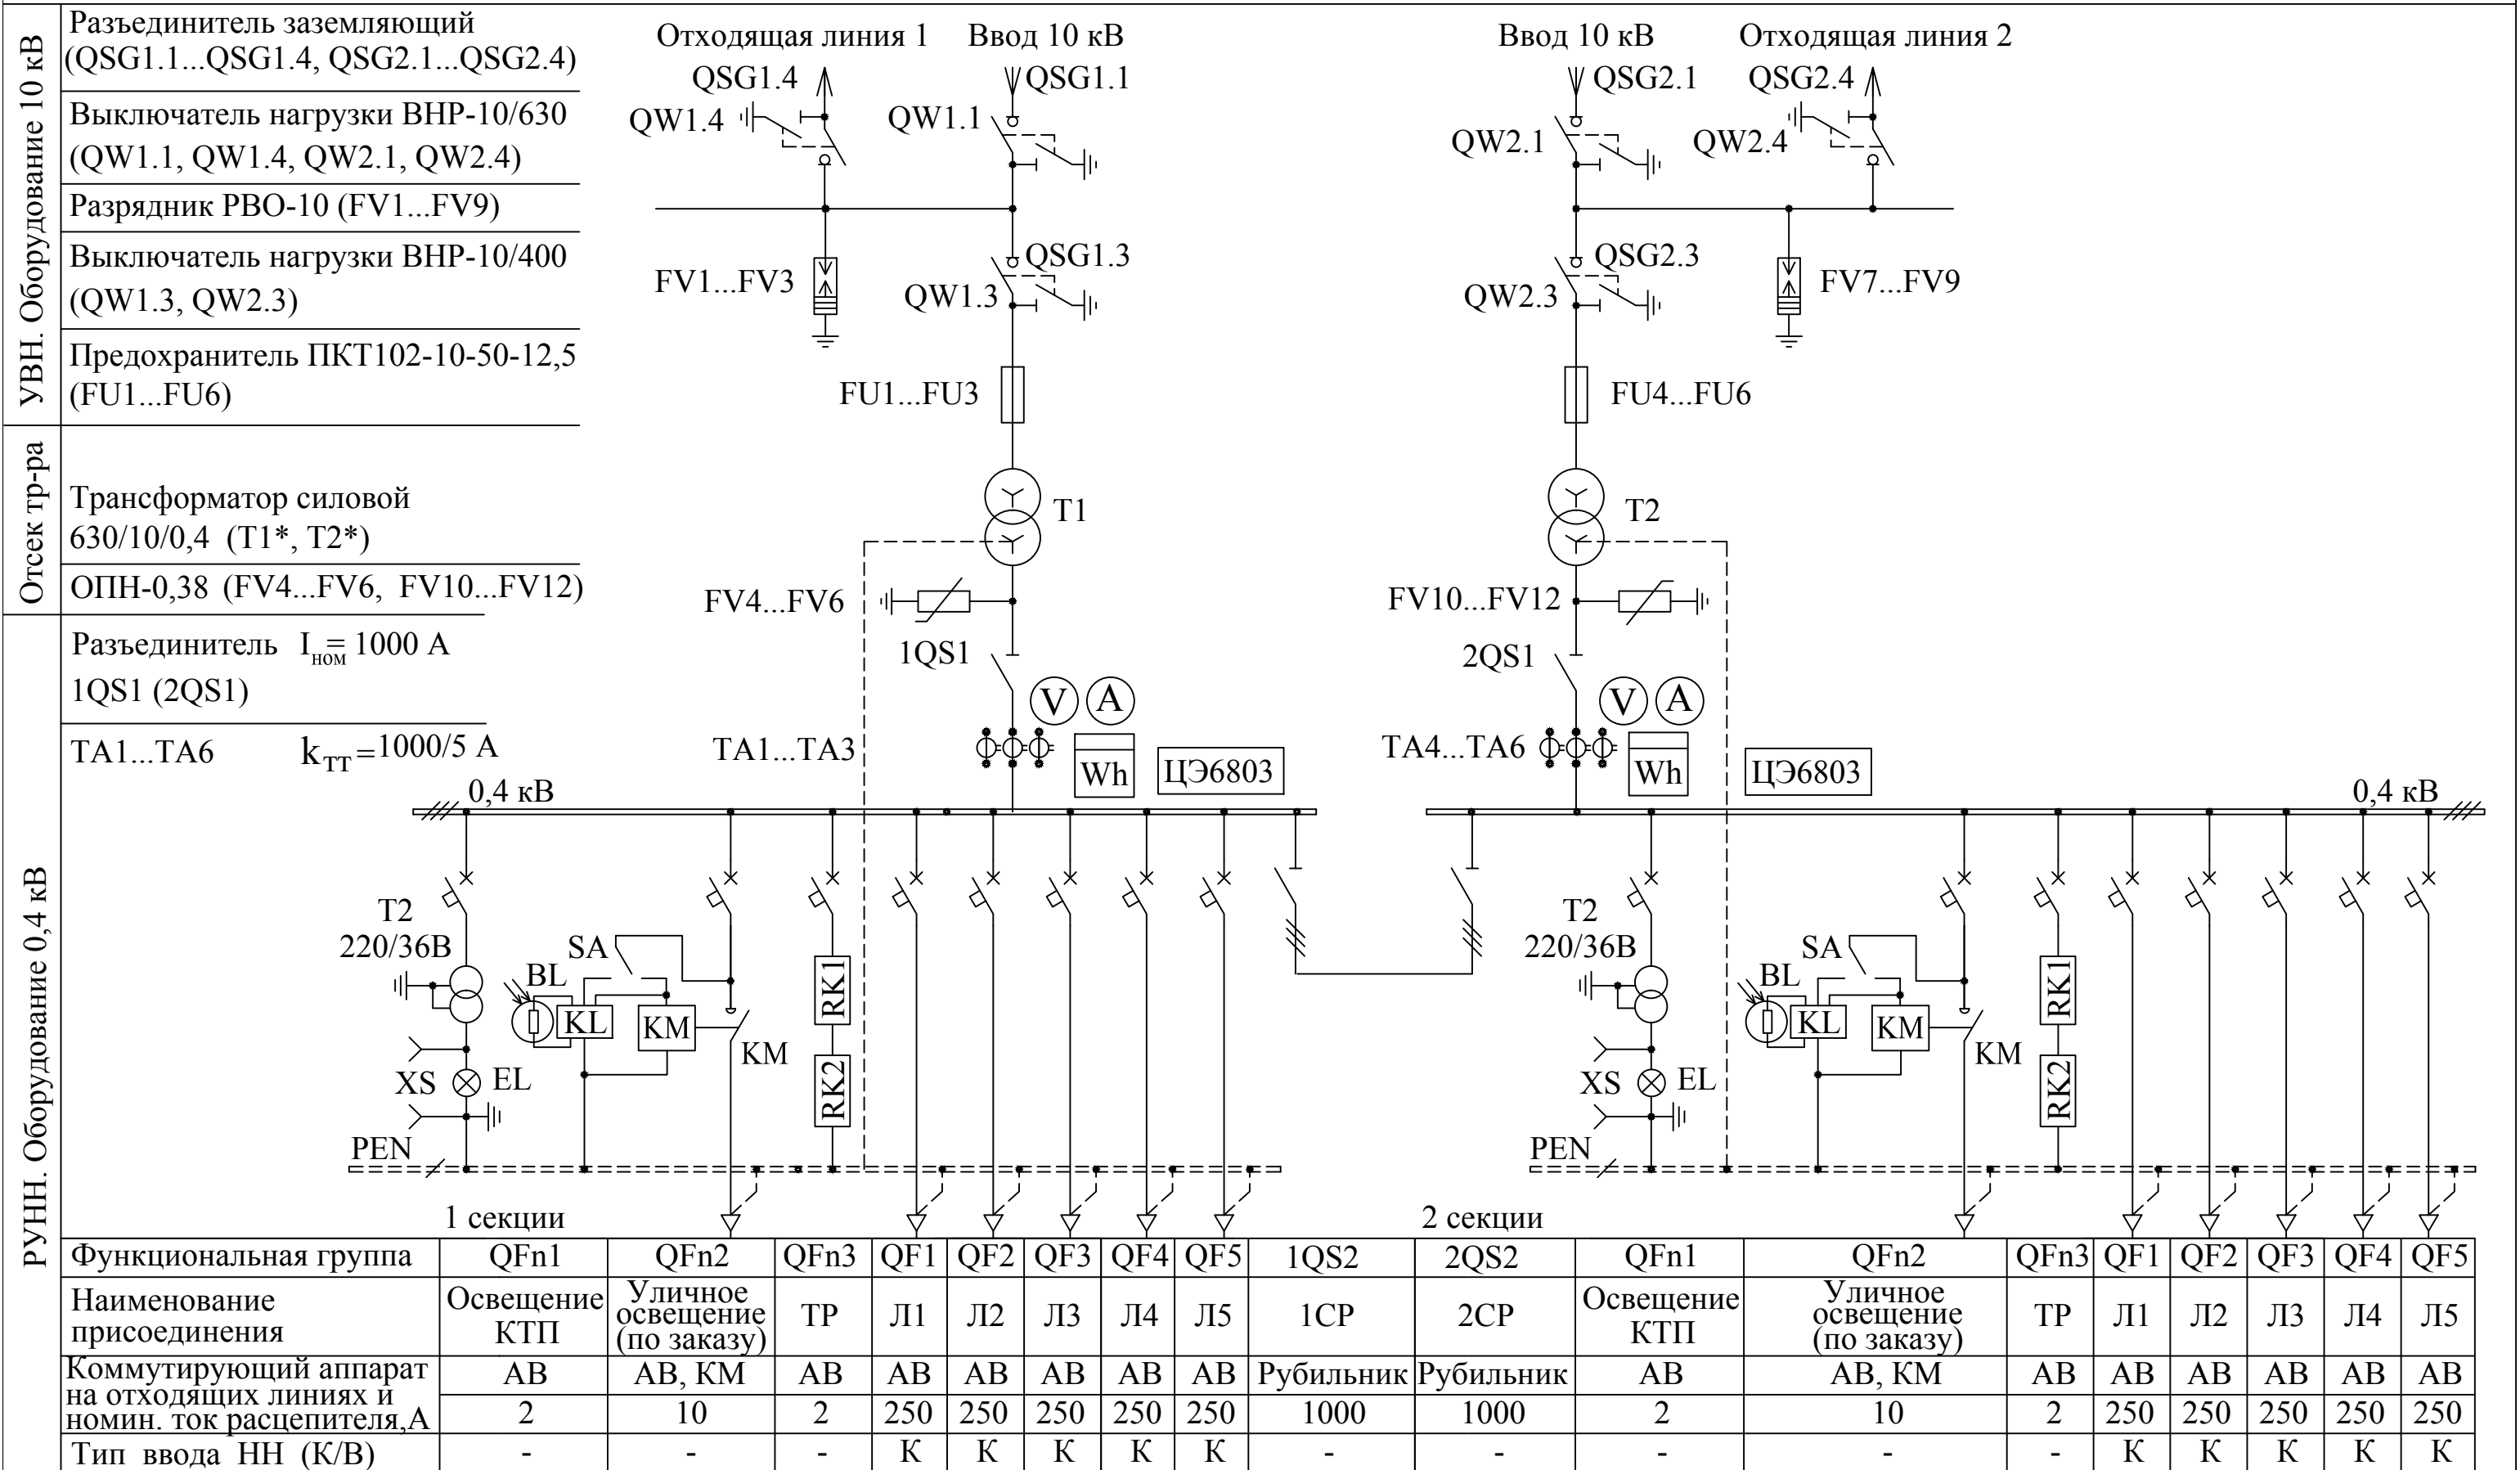 УВН. Оборудование 10 кВ
Разъединитель заземляющий
(QSG1.1...QSG1.4, QSG2.1...QSG2.4)
Выключатель нагрузки ВНР-10/630
(QW1.1, QW1.4, QW2.1, QW2.4)
Разрядник РВО-10 (FV1...FV9)
Выключатель нагрузки ВНР-10/400
(QW1.3, QW2.3)
Предохранитель ПКТ102-10-50-12,5
(FU1...FU6)
Отсек тр-ра
Трансформатор силовой
630/10/0,4 (Т1*, Т2*)
ОПН-0,38 (FV4...FV6, FV10...FV12)
РУНН. Оборудование 0,4 кВ
Разъединитель Iном= 1000 А
1QS1 (2QS1)
ТА1...ТА6 kТТ=1000/5 А
Отходящая линия 1 Ввод 10 кВ
QSG1.4 QSG1.1
QW1.4 QW1.1
QSG1.3
FV1...FV3 QW1.3
FU1...FU3
Т1
FV4...FV6
1QS1
V A
ТА1...ТА3 Wh ЦЭ6803
0,4 кВ
Т2
220/36В
SA
BL
KL KM KM
RK1
RK2
XS EL
PEN
1 секции
Ввод 10 кВ Отходящая линия 2
QSG2.1 QSG2.4
QW2.1 QW2.4
QSG2.3
QW2.3 FV7...FV9
FU4...FU6
Т2
FV10...FV12
2QS1
V A
ТА4...ТА6 Wh ЦЭ6803
0,4 кВ
Т2
220/36В
SA
BL
KL KM KM
RK1
RK2
XS EL
PEN
2 секции
Функциональная группа QFn1 QFn2 QFn3 QF1 QF2 QF3 QF4 QF5 1QS2 2QS2 QFn1 QFn2 QFn3 QF1 QF2 QF3 QF4 QF5
Наименование присоединения Освещение КТП Уличное освещение (по заказу) ТР Л1 Л2 Л3 Л4 Л5 1СР 2СР Освещение КТП Уличное освещение (по заказу) ТР Л1 Л2 Л3 Л4 Л5
Коммутирующий аппарат АВ АВ, КМ АВ АВ АВ АВ АВ АВ Рубильник Рубильник АВ АВ, КМ АВ АВ АВ АВ АВ АВ
на отходящих линиях и
номин. ток расцепителя,А 2 10 2 250 250 250 250 250 1000 1000 2 10 2 250 250 250 250 250
Тип ввода НН (К/В) - - - К К К К К - - - - - К К К К К